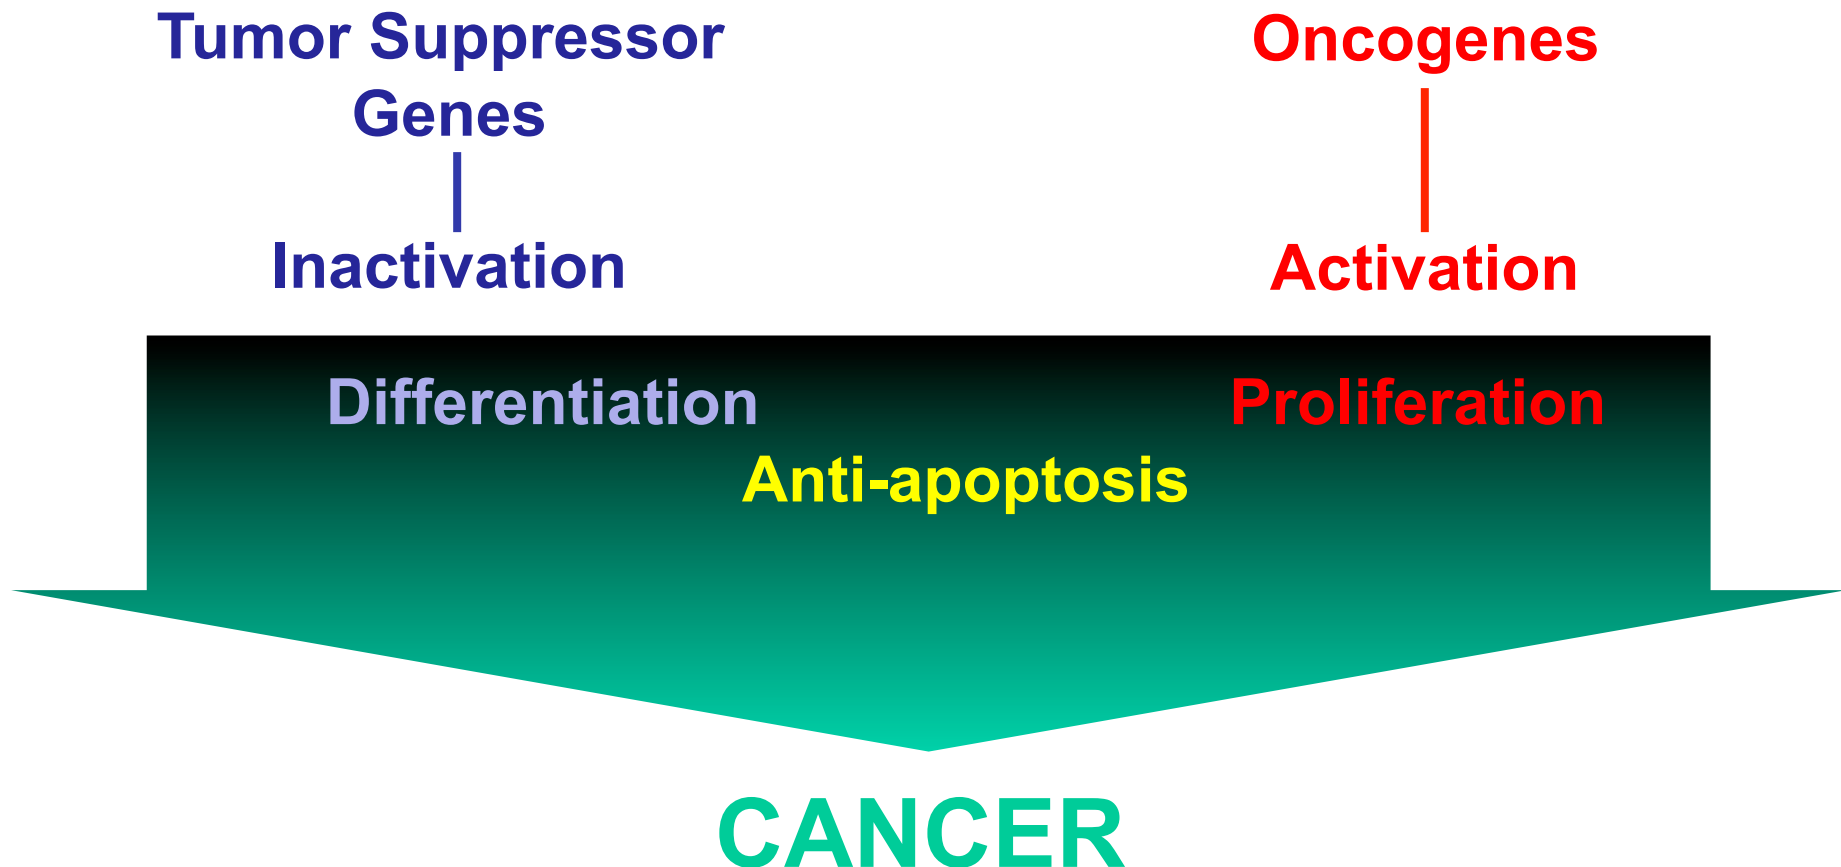 Tumor Suppressor
Genes
Oncogenes
Inactivation
Activation
Differentiation
Proliferation
Anti-apoptosis
CANCER